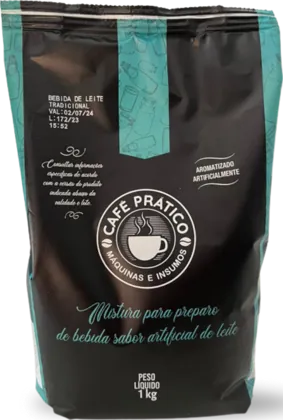 BEBIDA DE LEITE
TRADICIONAL
VAL:02/07/24
L:172/23
15:52
Consultar informações
específicas de acordo
com a versão do produto
indicada abaixo da
validade e lote.
AROMATIZADO
ARTIFICIALMENTE
CAFÉ PRÁTICO
MÁQUINAS E INSUMOS
Mistura para preparo
de bebida sabor artificial de leite
PESO
LÍQUIDO
1 kg